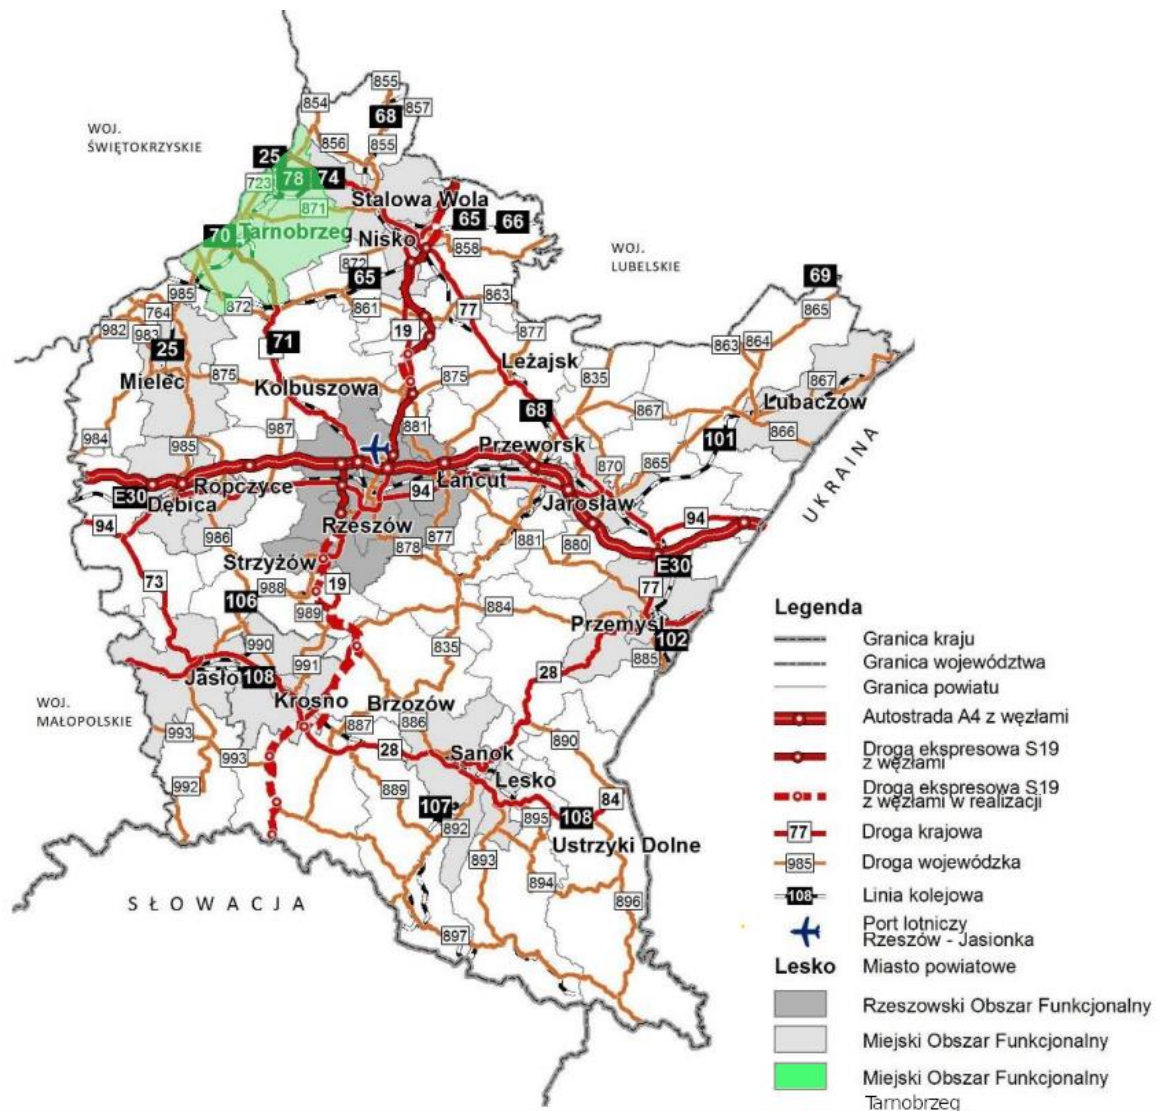 855
854
68
857
WOJ.
ŚWIĘTOKRZYSKIE
856
855
25
723
78
74
871
Stalowa Wola
65
66
70
Tarnobrzeg
Nisko
858
WOJ.
LUBELSKIE
872
65
69
985
872
861
863
865
764
982
983
19
77
877
71
863
864
25
Leżajsk
Mielec
875
Kolbuszowa
875
835
867
Lubaczów
68
867
984
985
987
881
Przeworsk
101
866
870
865
E30
Ropczyce
Łańcut
Dębica
94
Jarosław
UKRAINA
94
Rzeszów
94
986
878
877
881
880
Strzyżów
E30
73
988
19
77
106
989
884
Przemyśl
102
990
835
885
991
28
Jasło
108
WOJ.
MAŁOPOLSKIE
Krosno
Brzozów
993
887
886
890
993
28
Sanok
992
Lesko
889
84
107
892
895
108
Ustrzyki Dolne
893
894
896
SŁOWACJA
897
Legenda
Granica kraju
Granica województwa
Granica powiatu
Autostrada A4 z węzłami
Droga ekspresowa S19
z węzłami
Droga ekspresowa S19
z węzłami w realizacji
77 Droga krajowa
985 Droga wojewódzka
108 Linia kolejowa
Port lotniczy
Rzeszów - Jasionka
Lesko Miasto powiatowe
Rzeszowski Obszar Funkcjonalny
Miejski Obszar Funkcjonalny
Miejski Obszar Funkcjonalny
Tarnobrzeg